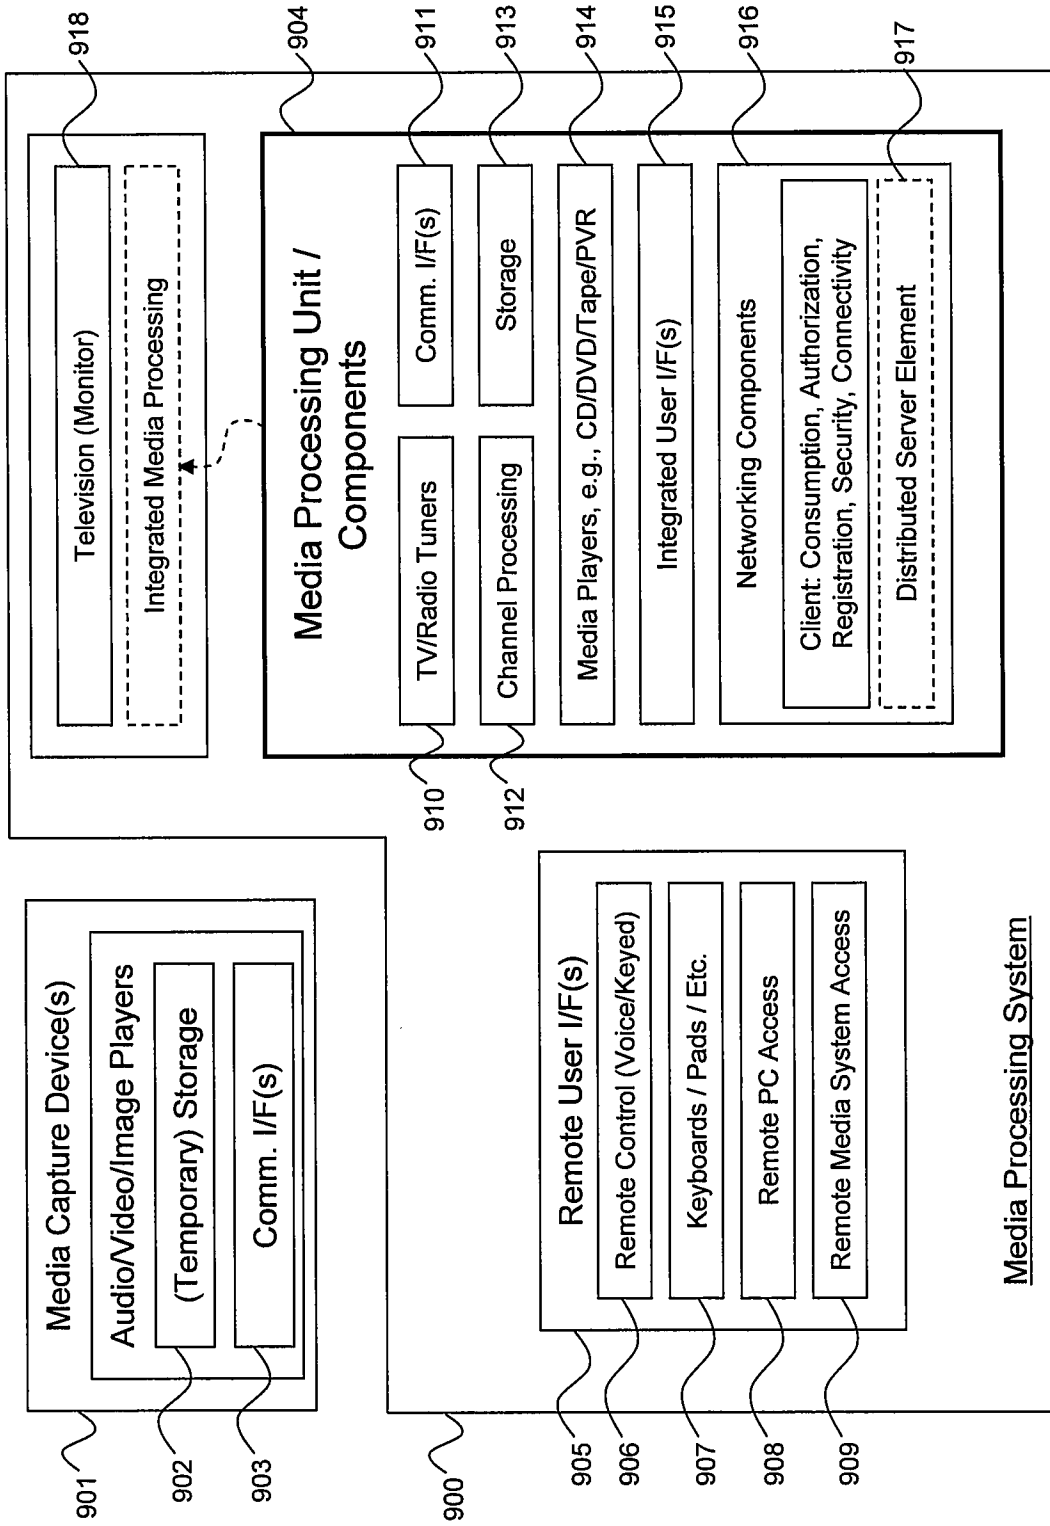 Media Capture Device(s)
Audio/Video/Image Players
(Temporary) Storage
Comm. I/F(s)
901
902
903
900
Television (Monitor)
Integrated Media Processing
918
Media Processing Unit /
Components
904
TV/Radio Tuners
910
Comm. I/F(s)
911
Channel Processing
912
Storage
913
Media Players, e.g., CD/DVD/Tape/PVR
914
Integrated User I/F(s)
915
Networking Components
916
Client: Consumption, Authorization,
Registration, Security, Connectivity
Distributed Server Element
917
Remote User I/F(s)
905
Remote Control (Voice/Keyed)
906
Keyboards / Pads / Etc.
907
Remote PC Access
908
Remote Media System Access
909
Media Processing System